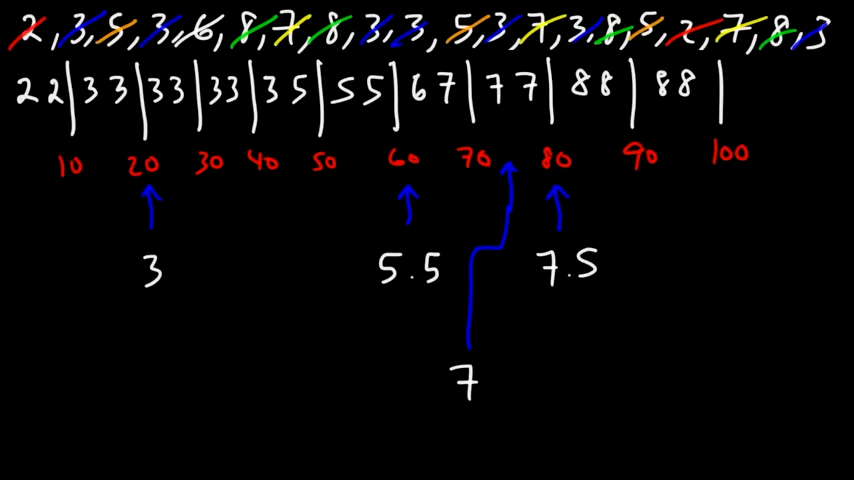 2, 3, 5, 3, 6, 8, 7, 8, 3, 3, 5, 3, 7, 3, 8, 5, 2, 7, 8, 3
2 2 | 3 3 | 3 3 | 3 3 | 3 5 | 5 5 | 6 7 | 7 7 | 8 8 | 8 8 |
10 20 30 40 50 60 70 80 90 100
3 5.5 7.5
7